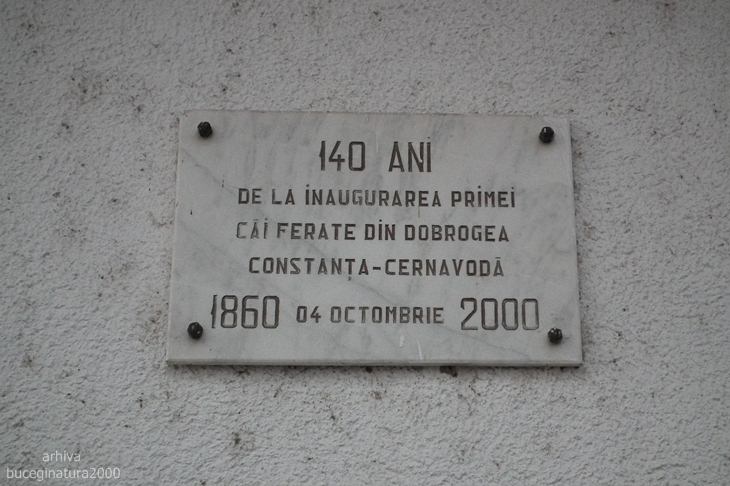 140 ANI
DE LA INAUGURAREA PRIMEI
CĂI FERATE DIN DOBROGEA
CONSTANȚA-CERNAVODĂ
1860 04 OCTOMBRIE 2000
arhiva
buceginatura2000